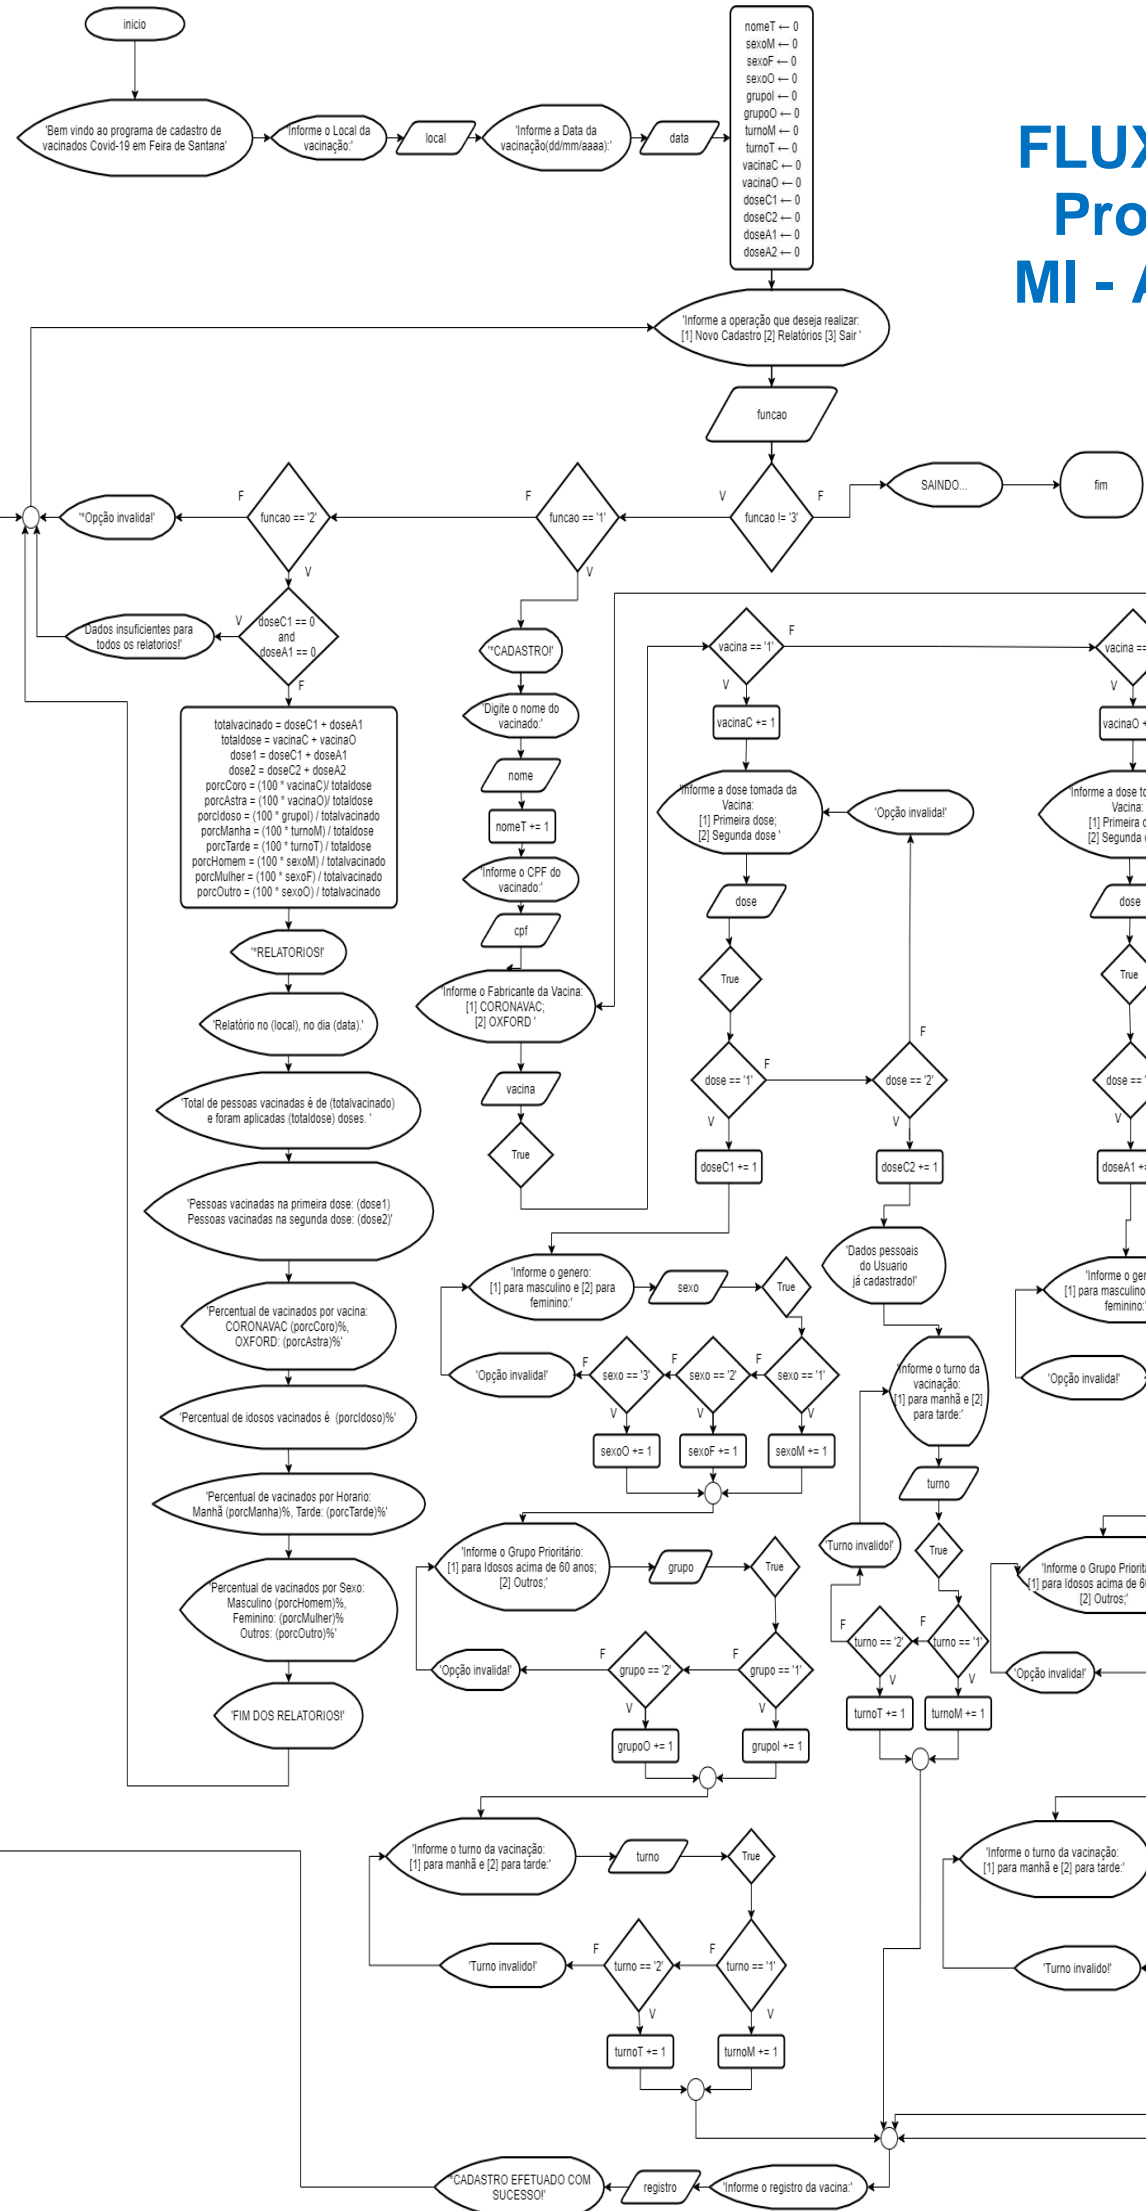 inicio
'Bem vindo ao programa de cadastro de
vacinados Covid-19 em Feira de Santana'
'Informe o Local da
vacinação:'
local
'Informe a Data da
vacinação(dd/mm/aaaa):'
data
nomeT ← 0
sexoM ← 0
sexoF ← 0
sexoO ← 0
grupoI ← 0
grupoO ← 0
turnoM ← 0
turnoT ← 0
vacinaC ← 0
vacinaO ← 0
doseC1 ← 0
doseC2 ← 0
doseA1 ← 0
doseA2 ← 0
FLUX
Pro
MI - A
'Informe a operação que deseja realizar:
[1] Novo Cadastro [2] Relatórios [3] Sair '
funcao
funcao != '3'
V
F
SAINDO...
fim
funcao == '1'
F
V
funcao == '2'
F
V
'*Opção invalida!'
doseC1 == 0
and
doseA1 == 0
V
F
'Dados insuficientes para
todos os relatorios!'
totalvacinado = doseC1 + doseA1
totaldose = vacinaC + vacinaO
dose1 = doseC1 + doseA1
dose2 = doseC2 + doseA2
porcCoro = (100 * vacinaC)/ totaldose
porcAstra = (100 * vacinaO)/ totaldose
porcIdoso = (100 * grupoI) / totalvacinado
porcManha = (100 * turnoM) / totaldose
porcTarde = (100 * turnoT) / totaldose
porcHomem = (100 * sexoM) / totalvacinado
porcMulher = (100 * sexoF) / totalvacinado
porcOutro = (100 * sexoO) / totalvacinado
'*RELATORIOS!'
'Relatório no (local), no dia (data).'
'Total de pessoas vacinadas é de (totalvacinado)
e foram aplicadas (totaldose) doses. '
'Pessoas vacinadas na primeira dose: (dose1)
Pessoas vacinadas na segunda dose: (dose2)'
'Percentual de vacinados por vacina:
CORONAVAC (porcCoro)%,
OXFORD: (porcAstra)%'
'Percentual de idosos vacinados é (porcIdoso)%'
'Percentual de vacinados por Horario:
Manhã (porcManha)%, Tarde: (porcTarde)%'
'Percentual de vacinados por Sexo:
Masculino (porcHomem)%,
Feminino: (porcMulher)%
Outros: (porcOutro)%'
'FIM DOS RELATORIOS!'
'*CADASTRO!'
'Digite o nome do
vacinado:'
nome
nomeT += 1
'Informe o CPF do
vacinado:'
cpf
'Informe o Fabricante da Vacina:
[1] CORONAVAC;
[2] OXFORD '
vacina
True
vacina == '1'
F
V
vacinaC += 1
'Informe a dose tomada da
Vacina:
[1] Primeira dose;
[2] Segunda dose '
'Opção invalida!'
dose
True
dose == '1'
F
V
dose == '2'
F
V
doseC1 += 1
doseC2 += 1
'Dados pessoais
do Usuario
já cadastrado!'
'Informe o genero:
[1] para masculino e [2] para
feminino:'
sexo
True
sexo == '1'
F
V
sexo == '2'
F
V
sexo == '3'
F
V
'Opção invalida!'
sexoO += 1
sexoF += 1
sexoM += 1
'Informe o Grupo Prioritário:
[1] para Idosos acima de 60 anos;
[2] Outros;'
grupo
True
grupo == '1'
F
V
grupo == '2'
F
V
'Opção invalida!'
grupoO += 1
grupoI += 1
'Informe o turno da vacinação:
[1] para manhã e [2] para tarde:'
turno
True
turno == '1'
F
V
turno == '2'
F
V
'Turno invalido!'
turnoT += 1
turnoM += 1
'Informe o turno da
vacinação:
[1] para manhã e [2]
para tarde:'
turno
True
'Turno invalido!'
turno == '1'
F
V
turno == '2'
F
V
turnoT += 1
turnoM += 1
vacina ==
V
vacinaO +
'Informe a dose to
Vacina:
[1] Primeira d
[2] Segunda
dose
True
dose == '
V
doseA1 +=
'Informe o gen
[1] para masculino
feminino:'
'Opção invalida!'
'Informe o Grupo Priorit
[1] para Idosos acima de 6
[2] Outros;'
'Opção invalida!'
'Informe o turno da vacinação:
[1] para manhã e [2] para tarde:'
'Turno invalido!'
'Informe o registro da vacina:'
registro
'*CADASTRO EFETUADO COM
SUCESSO!'